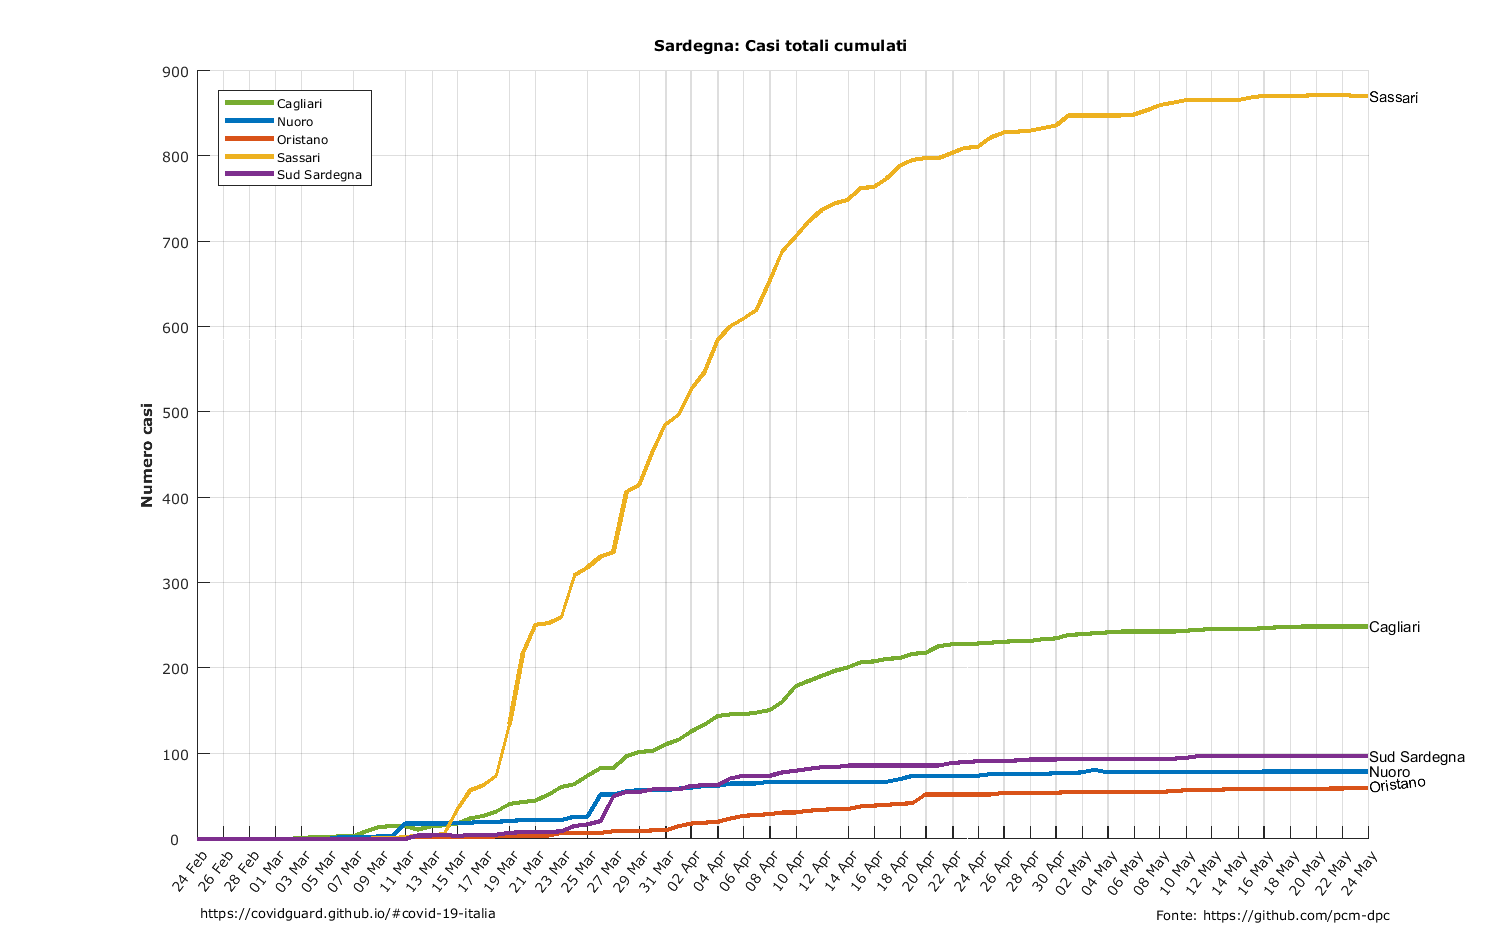 Sardegna: Casi totali cumulati
900
800
700
600
500
400
300
200
100
0
Numero casi
Cagliari
Nuoro
Oristano
Sassari
Sud Sardegna
Sassari
Cagliari
Sud Sardegna
Nuoro
Oristano
24 Feb
26 Feb
28 Feb
01 Mar
03 Mar
05 Mar
07 Mar
09 Mar
11 Mar
13 Mar
15 Mar
17 Mar
19 Mar
21 Mar
23 Mar
25 Mar
27 Mar
29 Mar
31 Mar
02 Apr
04 Apr
06 Apr
08 Apr
10 Apr
12 Apr
14 Apr
16 Apr
18 Apr
20 Apr
22 Apr
24 Apr
26 Apr
28 Apr
30 Apr
02 May
04 May
06 May
08 May
10 May
12 May
14 May
16 May
18 May
20 May
22 May
24 May
https://covidguard.github.io/#covid-19-italia
Fonte: https://github.com/pcm-dpc